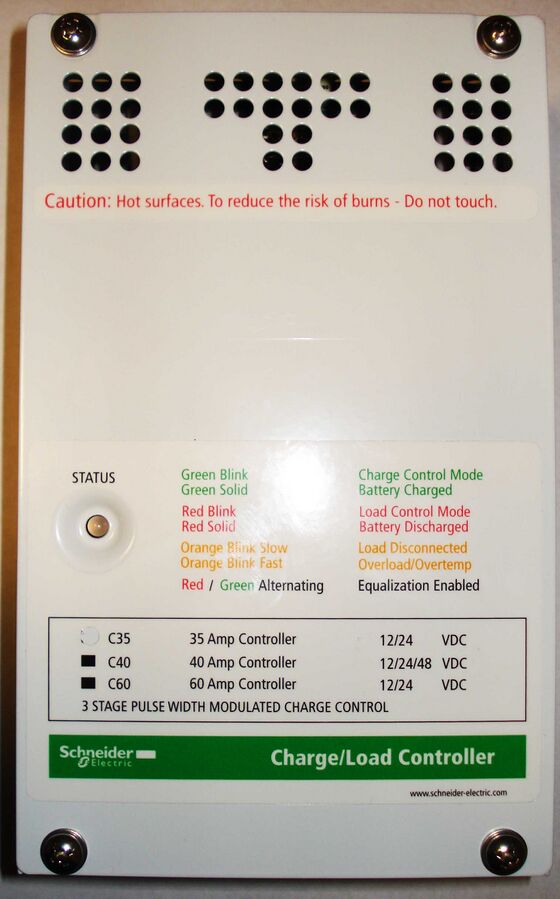 Caution: Hot surfaces. To reduce the risk of burns - Do not touch.
STATUS
Green Blink Charge Control Mode
Green Solid Battery Charged
Red Blink Load Control Mode
Red Solid Battery Discharged
Orange Blink Slow Load Disconnected
Orange Blink Fast Overload/Overtemp
Red / Green Alternating Equalization Enabled
C35 35 Amp Controller 12/24 VDC
C40 40 Amp Controller 12/24/48 VDC
C60 60 Amp Controller 12/24 VDC
3 STAGE PULSE WIDTH MODULATED CHARGE CONTROL
Schneider Electric
Charge/Load Controller
www.schneider-electric.com